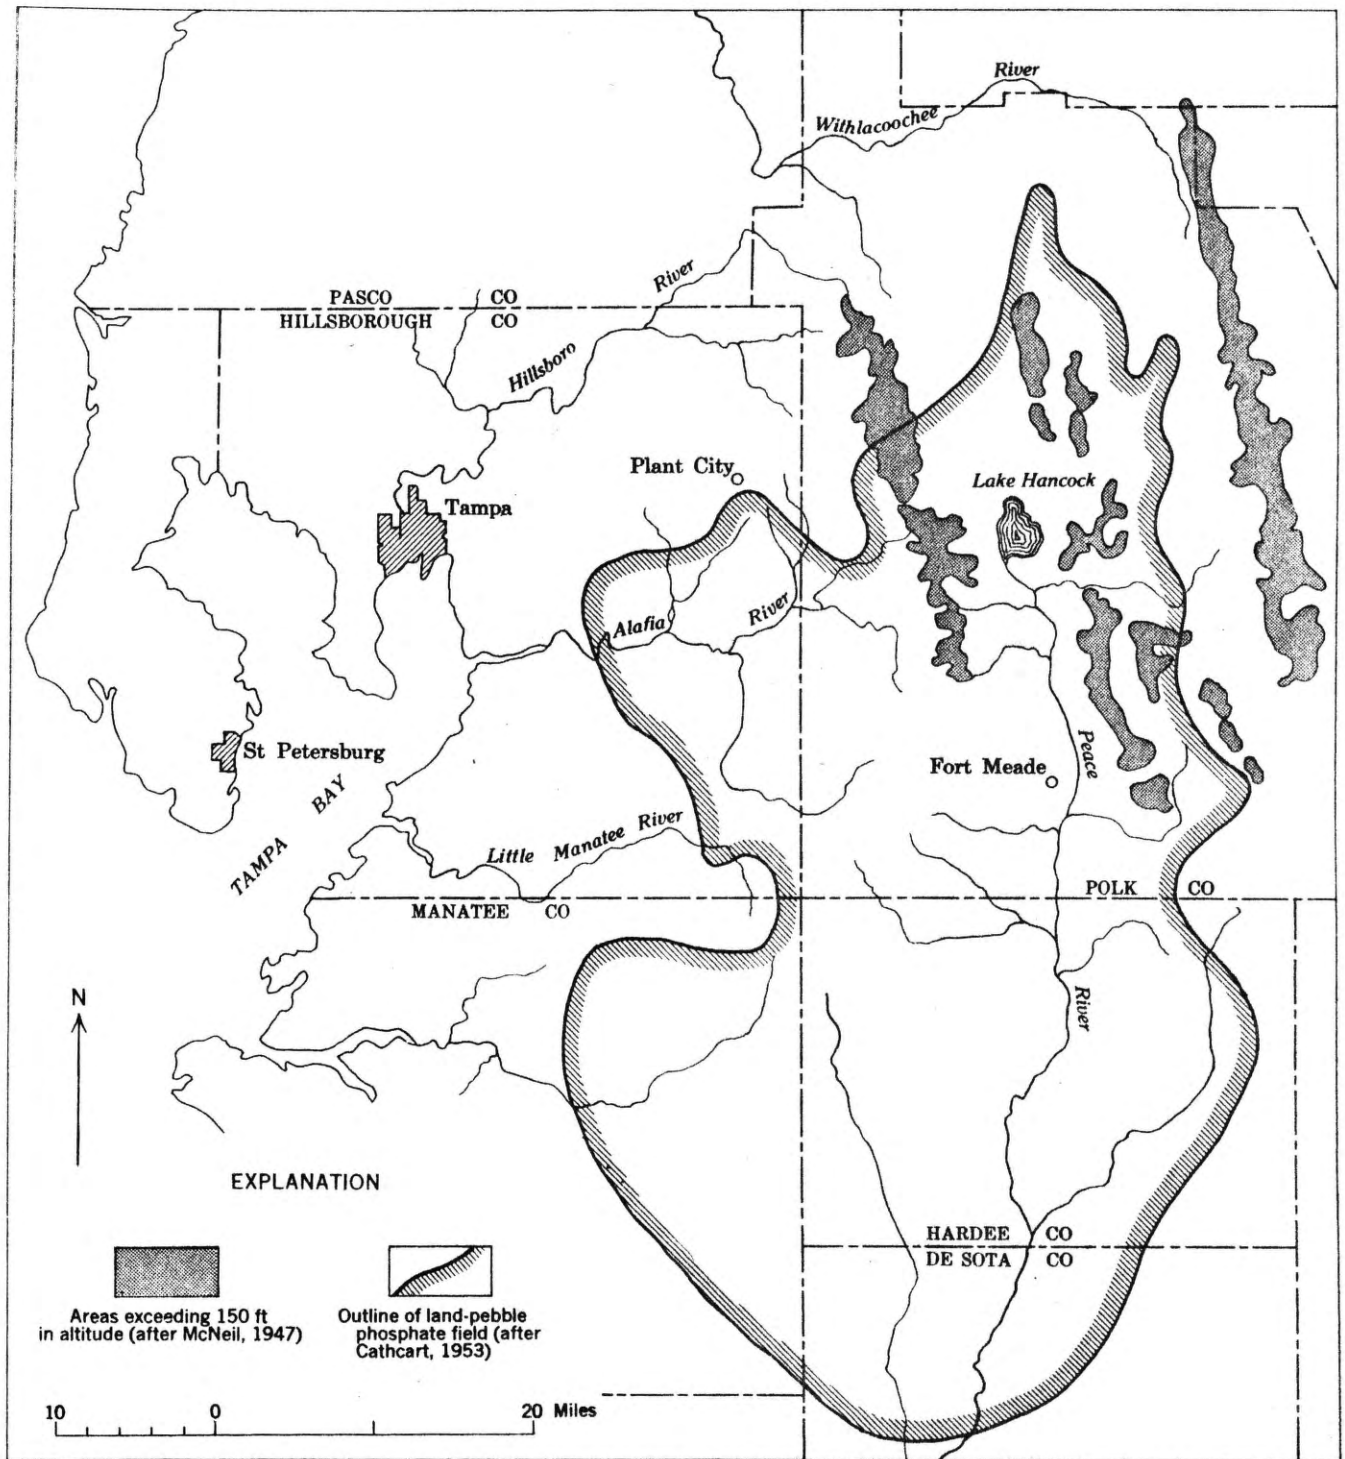 River
Withlacoochee
River
PASCO CO
HILLSBOROUGH CO
Hillsboro
Plant City
Lake Hancock
Tampa
River
Alafia
St Petersburg
Peace
Fort Meade
TAMPA BAY
Little Manatee River
POLK CO
MANATEE CO
N
River
EXPLANATION
HARDEE CO
DE SOTA CO
Areas exceeding 150 ft
in altitude (after McNeil, 1947)
Outline of land-pebble
phosphate field (after
Cathcart, 1953)
10 0 20 Miles